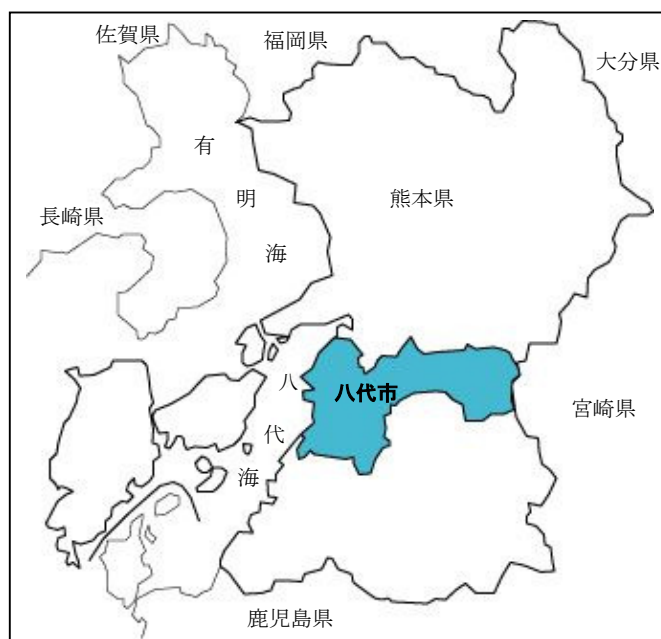 佐賀県
福岡県
大分県
有明海
長崎県
熊本県
八代市
八代海
宮崎県
鹿児島県